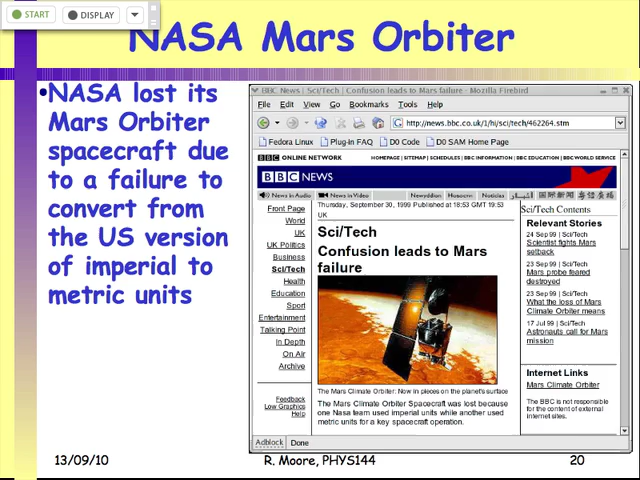 START
DISPLAY
NASA Mars Orbiter
•NASA lost its
Mars Orbiter
spacecraft due
to a failure to
convert from
the US version
of imperial to
metric units
BBC News | Sci/Tech | Confusion leads to Mars failure - Mozilla Firebird
File Edit View Go Bookmarks Tools Help
http://news.bbc.co.uk/1/hi/sci/tech/462264.stm
Fedora Linux Plug-in FAQ D0 Code D0 SAM Home Page
BBC ONLINE NETWORK
HOMEPAGE | SITEMAP | SCHEDULES | BBC INFORMATION | BBC EDUCATION | BBC WORLD SERVICE
BBC NEWS
News in Audio News in Video Newyddion Новости Noticias
Front Page
World
UK
UK Politics
Business
Sci/Tech
Health
Education
Sport
Entertainment
Talking Point
In Depth
On Air
Archive
Feedback
Low Graphics
Help
Thursday, September 30, 1999 Published at 18:53 GMT 19:53
UK
Sci/Tech
Confusion leads to Mars
failure
The Mars Climate Orbiter: Now in pieces on the planet's surface
The Mars Climate Orbiter Spacecraft was lost because
one Nasa team used imperial units while another used
metric units for a key spacecraft operation.
Sci/Tech Contents
Relevant Stories
24 Sep 99 | Sci/Tech
Scientist fights Mars
setback
23 Sep 99 | Sci/Tech
Mars probe feared
destroyed
23 Sep 99 | Sci/Tech
What the loss of Mars
Climate Orbiter means
17 Jul 99 | Sci/Tech
Astronauts call for Mars
mission
Internet Links
Mars Climate Orbiter
The BBC is not responsible
for the content of external
internet sites.
Adblock Done
13/09/10
R. Moore, PHYS144
20